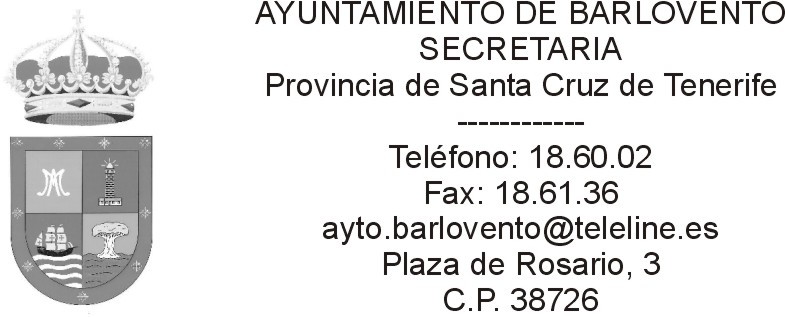 AYUNTAMIENTO DE BARLOVENTO
SECRETARIA
Provincia de Santa Cruz de Tenerife
------------
Teléfono: 18.60.02
Fax: 18.61.36
ayto.barlovento@teleline.es
Plaza de Rosario, 3
C.P. 38726